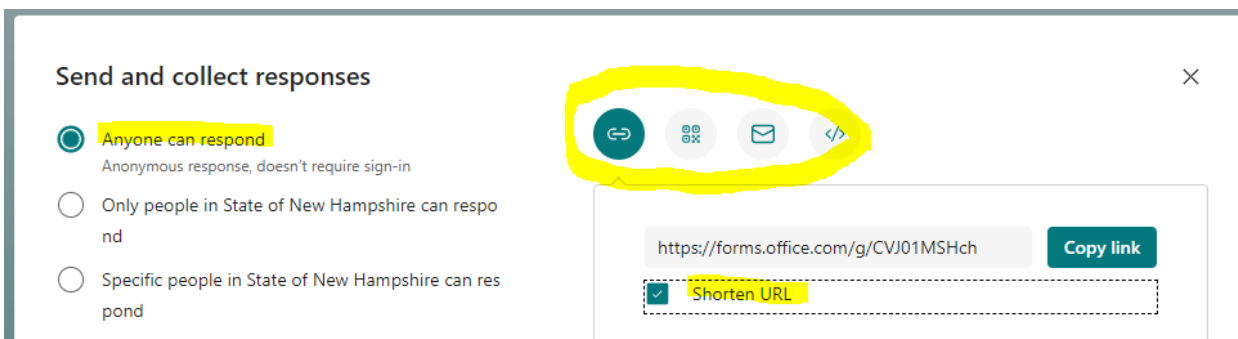 Send and collect responses
Anyone can respond
Anonymous response, doesn't require sign-in
Only people in State of New Hampshire can respo
nd
Specific people in State of New Hampshire can res
pond
https://forms.office.com/g/CVJ01MSHch
Copy link
Shorten URL